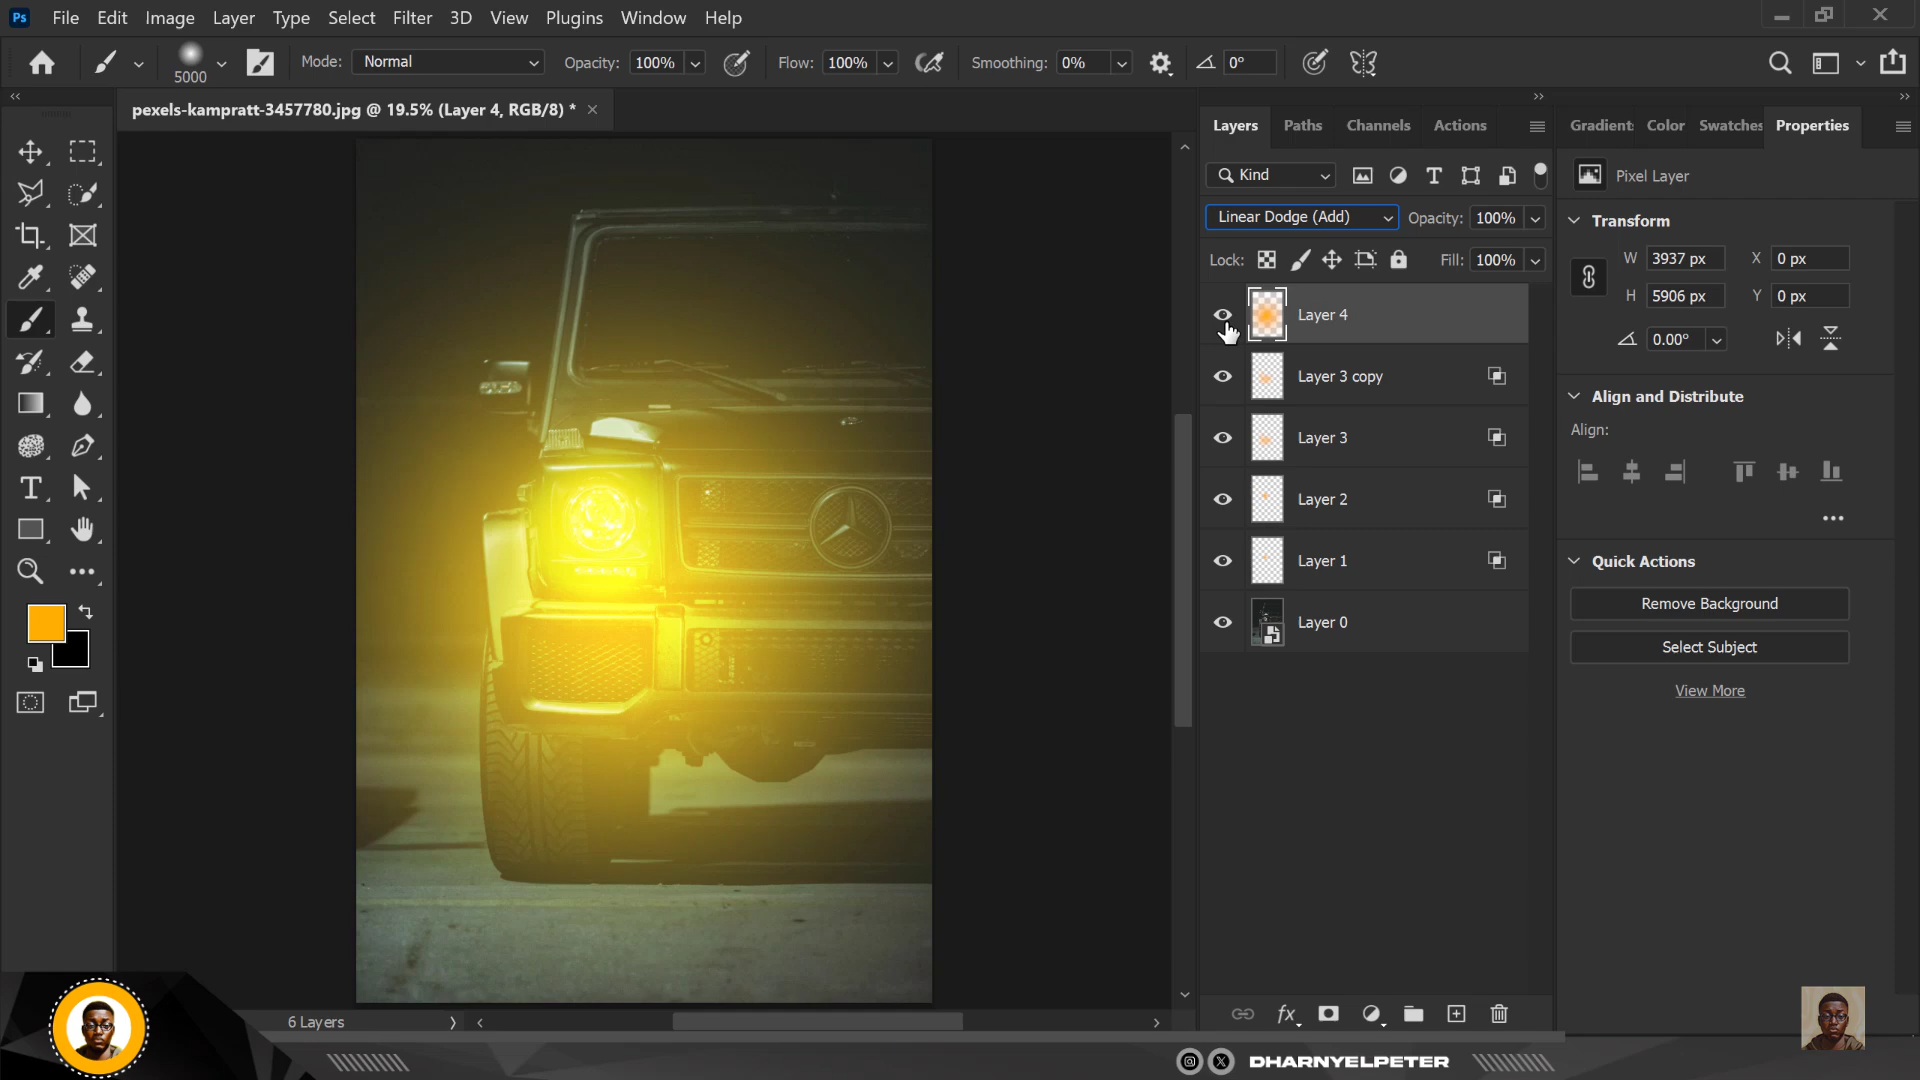 Ps File Edit Image Layer Type Select Filter 3D View Plugins Window Help
5000 Mode: Normal Opacity: 100% Flow: 100% Smoothing: 0% 0°
pexels-kampratt-3457780.jpg @ 19.5% (Layer 4, RGB/8) *
Layers Paths Channels Actions
Gradient: Color Swatches Properties
Kind
Pixel Layer
Linear Dodge (Add) Opacity: 100%
Transform
Lock: Fill: 100%
W 3937 px X 0 px
H 5906 px Y 0 px
0.00°
Layer 4
Layer 3 copy
Layer 3
Layer 2
Layer 1
Layer 0
Align and Distribute
Align:
Quick Actions
Remove Background
Select Subject
View More
6 Layers
DHARNYELPETER